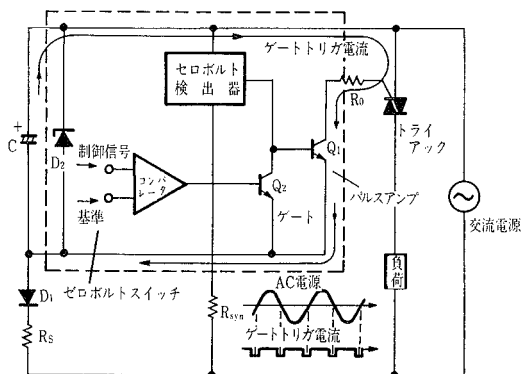 ゲートトリガ電流
セロボルト
検出器
R₀
トライ
アック
+
C
D₂
制御信号
コンパ
レータ
基準
Q₁
Q₂
パルスアンプ
ゲート
交流電源
ゼロボルトスイッチ
D₁
Rs
Rsyn
AC電源
ゲートトリガ電流
負荷